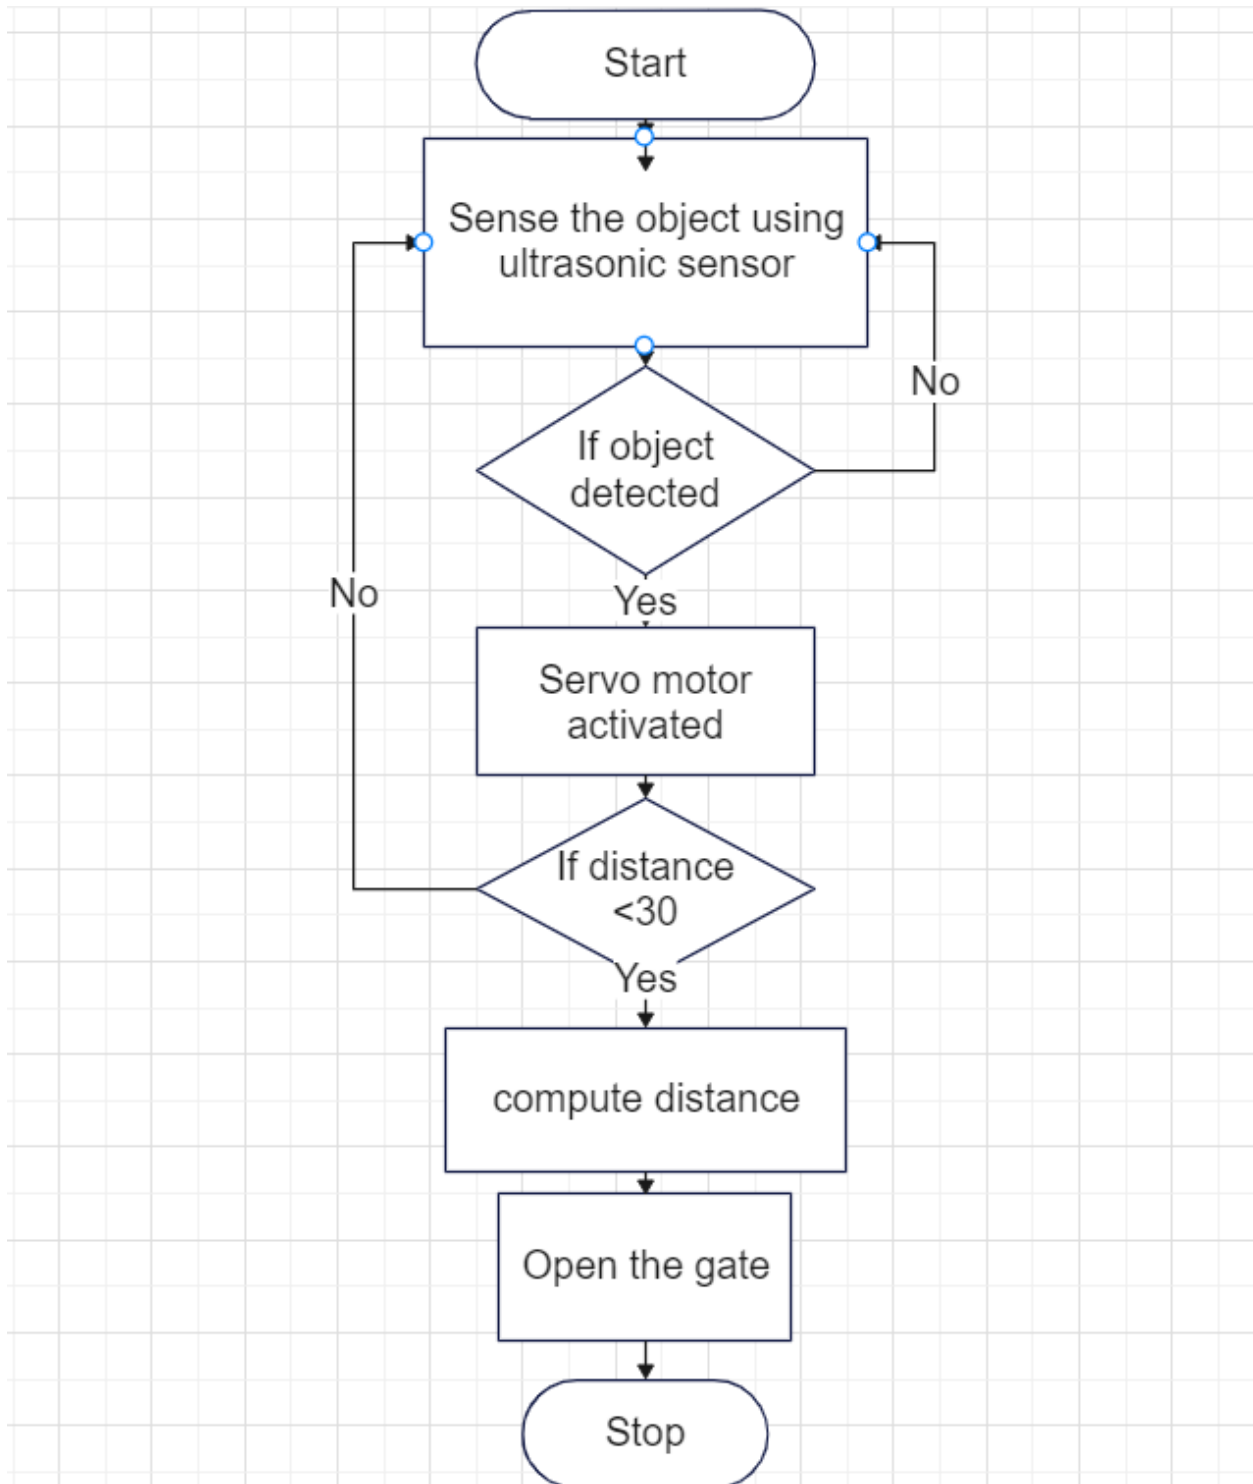 Start
Sense the object using
ultrasonic sensor
No
If object
detected
No
Yes
Servo motor
activated
If distance
<30
Yes
compute distance
Open the gate
Stop